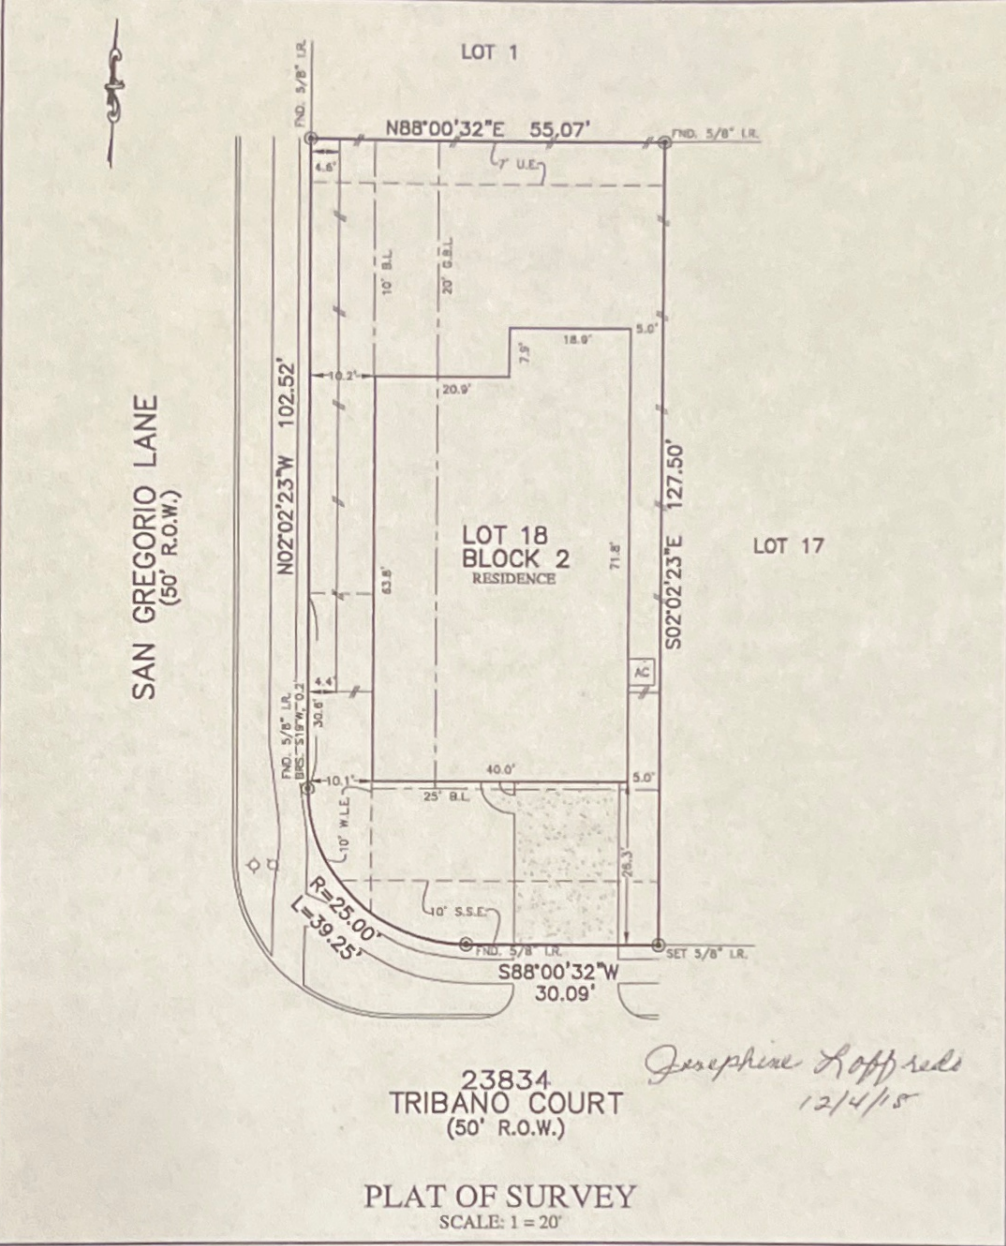 LOT 1
FND. 5/8" I.R.
N88°00'32"E 55.07'
FND. 5/8" I.R.
4.6'
7' U.E.
10' B.L.
20' G.B.L.
5.0'
18.9'
7.9'
10.2'
20.9'
SAN GREGORIO LANE
(50' R.O.W.)
N02°02'23"W 102.52'
S02°02'23"E 127.50'
LOT 17
LOT 18
BLOCK 2
RESIDENCE
63.8'
71.8'
AC
4.4'
30.6'
FND. 5/8" I.R.
BRS. S19°W, 0.2'
10.1'
40.0'
5.0'
25' B.L.
10' W.L.E.
26.3'
R=25.00'
L=39.25'
10' S.S.E.
FND. 5/8" I.R.
SET 5/8" I.R.
S88°00'32"W
30.09'
Josephine Loffredo
12/4/18
23834
TRIBANO COURT
(50' R.O.W.)
PLAT OF SURVEY
SCALE: 1 = 20'